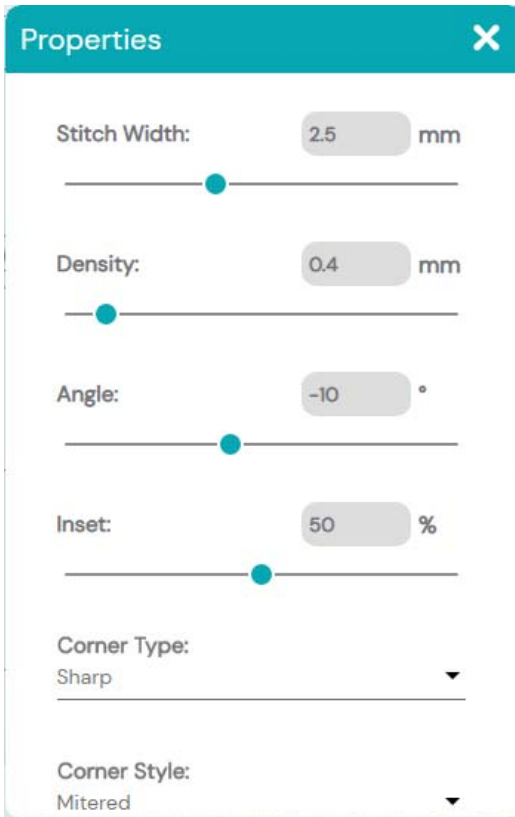 Properties
Stitch Width: 2.5 mm
Density: 0.4 mm
Angle: -10 °
Inset: 50 %
Corner Type:
Sharp
Corner Style:
Mitered